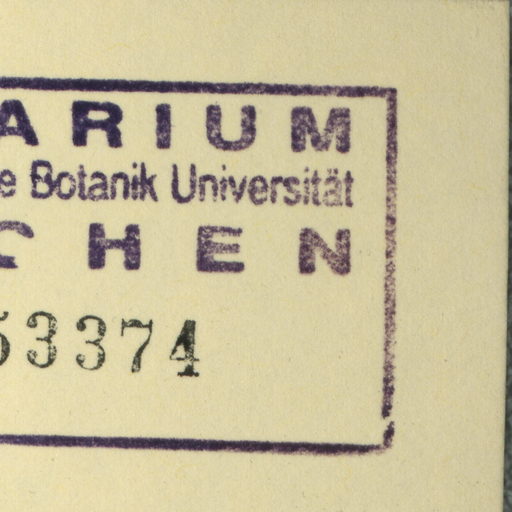 ARIUM
e Botanik Universität
CHEN
53374